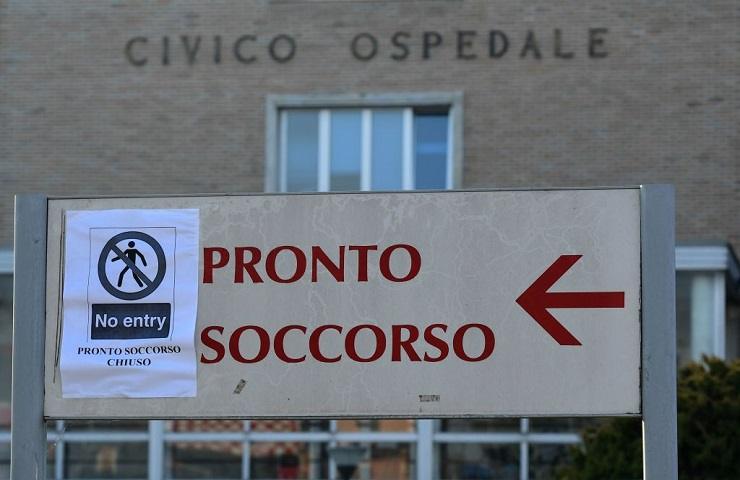 CIVICO OSPEDALE
PRONTO
SOCCORSO
No entry
PRONTO SOCCORSO
CHIUSO